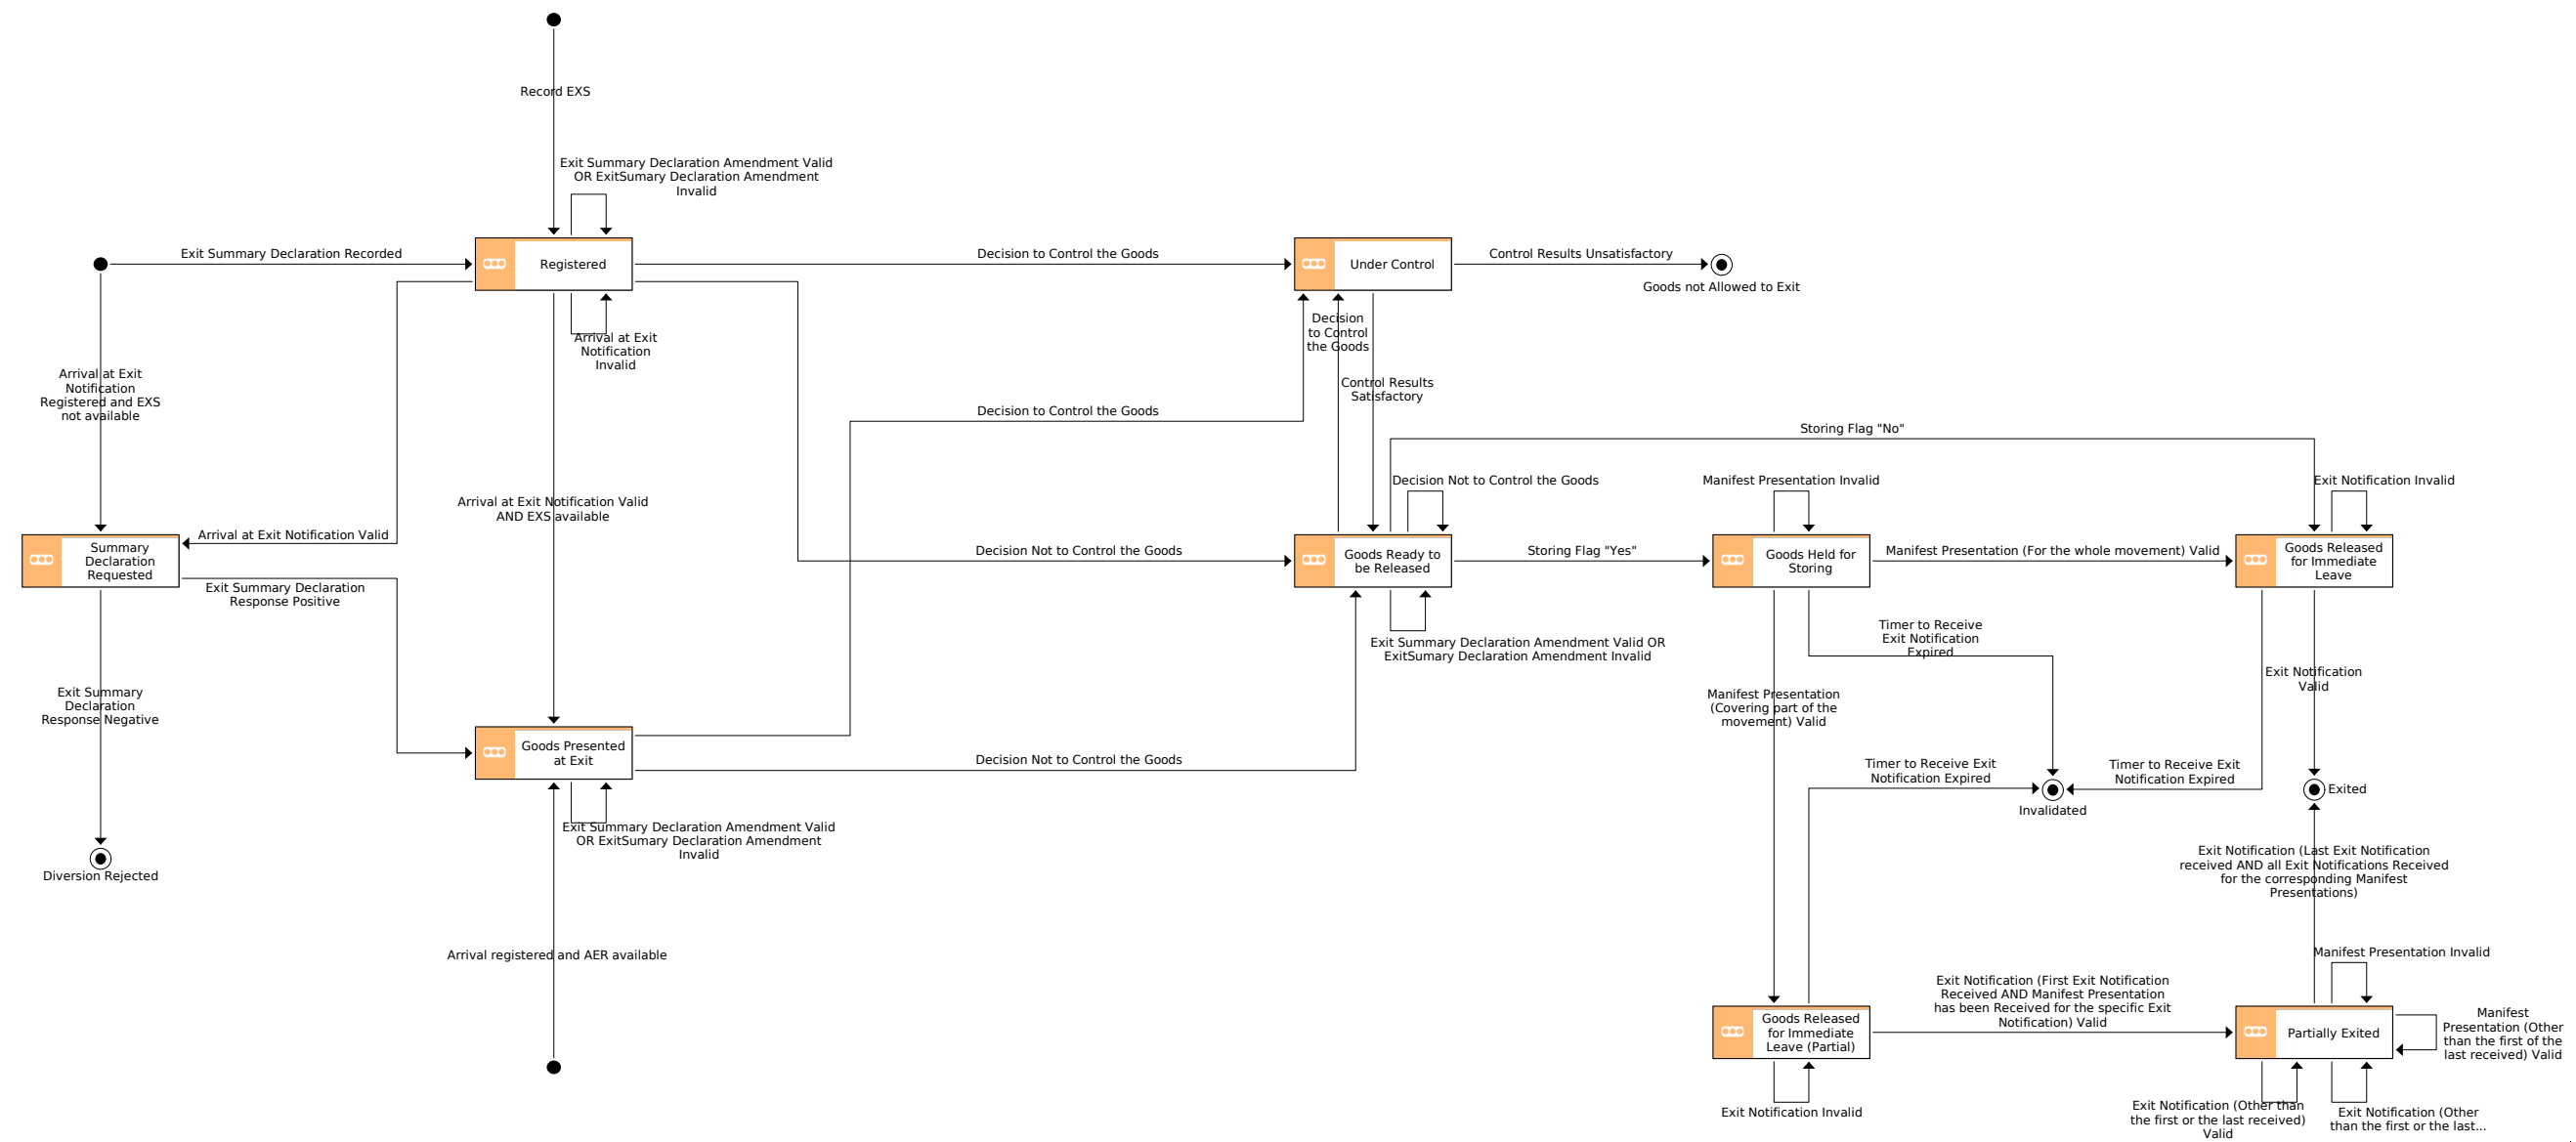 Record EXS
Exit Summary Declaration Amendment Valid
OR ExitSumary Declaration Amendment
Invalid
Exit Summary Declaration Recorded
Registered
Decision to Control the Goods
Under Control
Control Results Unsatisfactory
Goods not Allowed to Exit
Arrival at Exit
Notification
Invalid
Decision
to Control
the Goods
Arrival at Exit
Notification
Registered and EXS
not available
Control Results
Satisfactory
Decision to Control the Goods
Storing Flag "No"
Arrival at Exit Notification Valid
AND EXS available
Decision Not to Control the Goods
Manifest Presentation Invalid
Exit Notification Invalid
Arrival at Exit Notification Valid
Summary
Declaration
Requested
Exit Summary Declaration
Response Positive
Decision Not to Control the Goods
Goods Ready to
be Released
Storing Flag "Yes"
Goods Held for
Storing
Manifest Presentation (For the whole movement) Valid
Goods Released
for Immediate
Leave
Exit Summary Declaration Amendment Valid OR
ExitSumary Declaration Amendment Invalid
Timer to Receive
Exit Notification
Expired
Exit Notification
Valid
Exit Summary
Declaration
Response Negative
Manifest Presentation
(Covering part of the
movement) Valid
Goods Presented
at Exit
Decision Not to Control the Goods
Timer to Receive Exit
Notification Expired
Timer to Receive Exit
Notification Expired
Invalidated
Exited
Exit Summary Declaration Amendment Valid
OR ExitSumary Declaration Amendment
Invalid
Diversion Rejected
Exit Notification (Last Exit Notification
received AND all Exit Notifications Received
for the corresponding Manifest
Presentations)
Arrival registered and AER available
Manifest Presentation Invalid
Exit Notification (First Exit Notification
Received AND Manifest Presentation
has been Received for the specific Exit
Notification) Valid
Goods Released
for Immediate
Leave (Partial)
Partially Exited
Manifest
Presentation (Other
than the first of the
last received) Valid
Exit Notification Invalid
Exit Notification (Other than
the first or the last received)
Valid
Exit Notification (Other
than the first or the last...